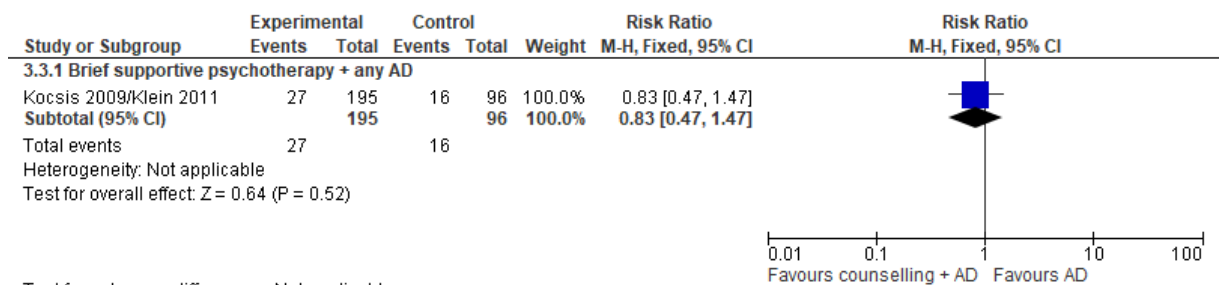 Experimental Control Risk Ratio Risk Ratio
Study or Subgroup Events Total Events Total Weight M-H, Fixed, 95% CI M-H, Fixed, 95% CI
3.3.1 Brief supportive psychotherapy + any AD
Kocsis 2009/Klein 2011 27 195 16 96 100.0% 0.83 [0.47, 1.47]
Subtotal (95% CI) 195 96 100.0% 0.83 [0.47, 1.47]
Total events 27 16
Heterogeneity: Not applicable
Test for overall effect: Z = 0.64 (P = 0.52)
0.01 0.1 1 10 100
Favours counselling + AD Favours AD